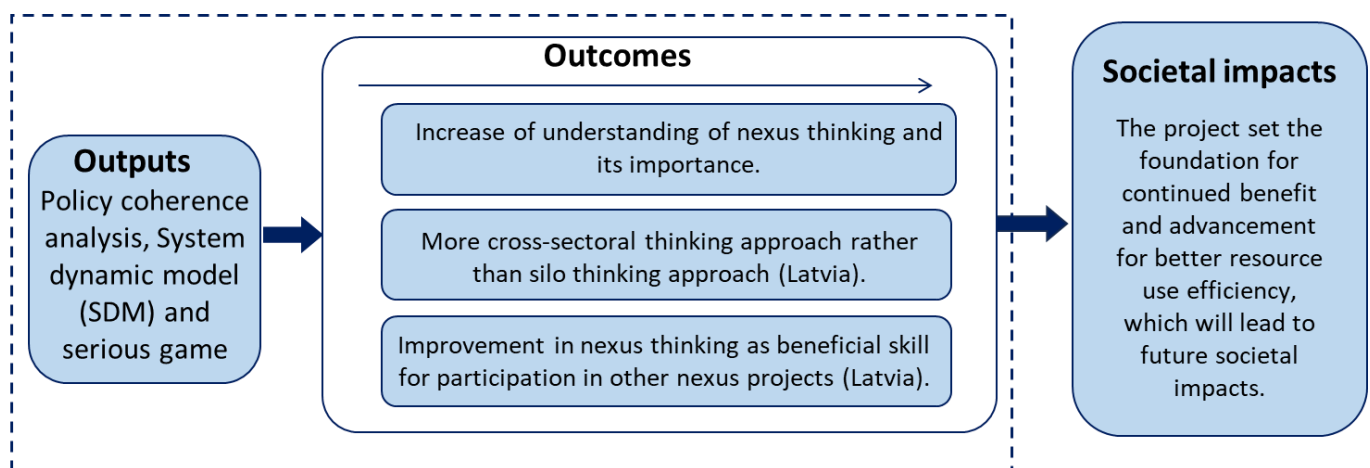 Outputs
Policy coherence
analysis, System
dynamic model
(SDM) and
serious game
Outcomes
Increase of understanding of nexus thinking and
its importance.
More cross-sectoral thinking approach rather
than silo thinking approach (Latvia).
Improvement in nexus thinking as beneficial skill
for participation in other nexus projects (Latvia).
Societal impacts
The project set the
foundation for
continued benefit
and advancement
for better resource
use efficiency,
which will lead to
future societal
impacts.